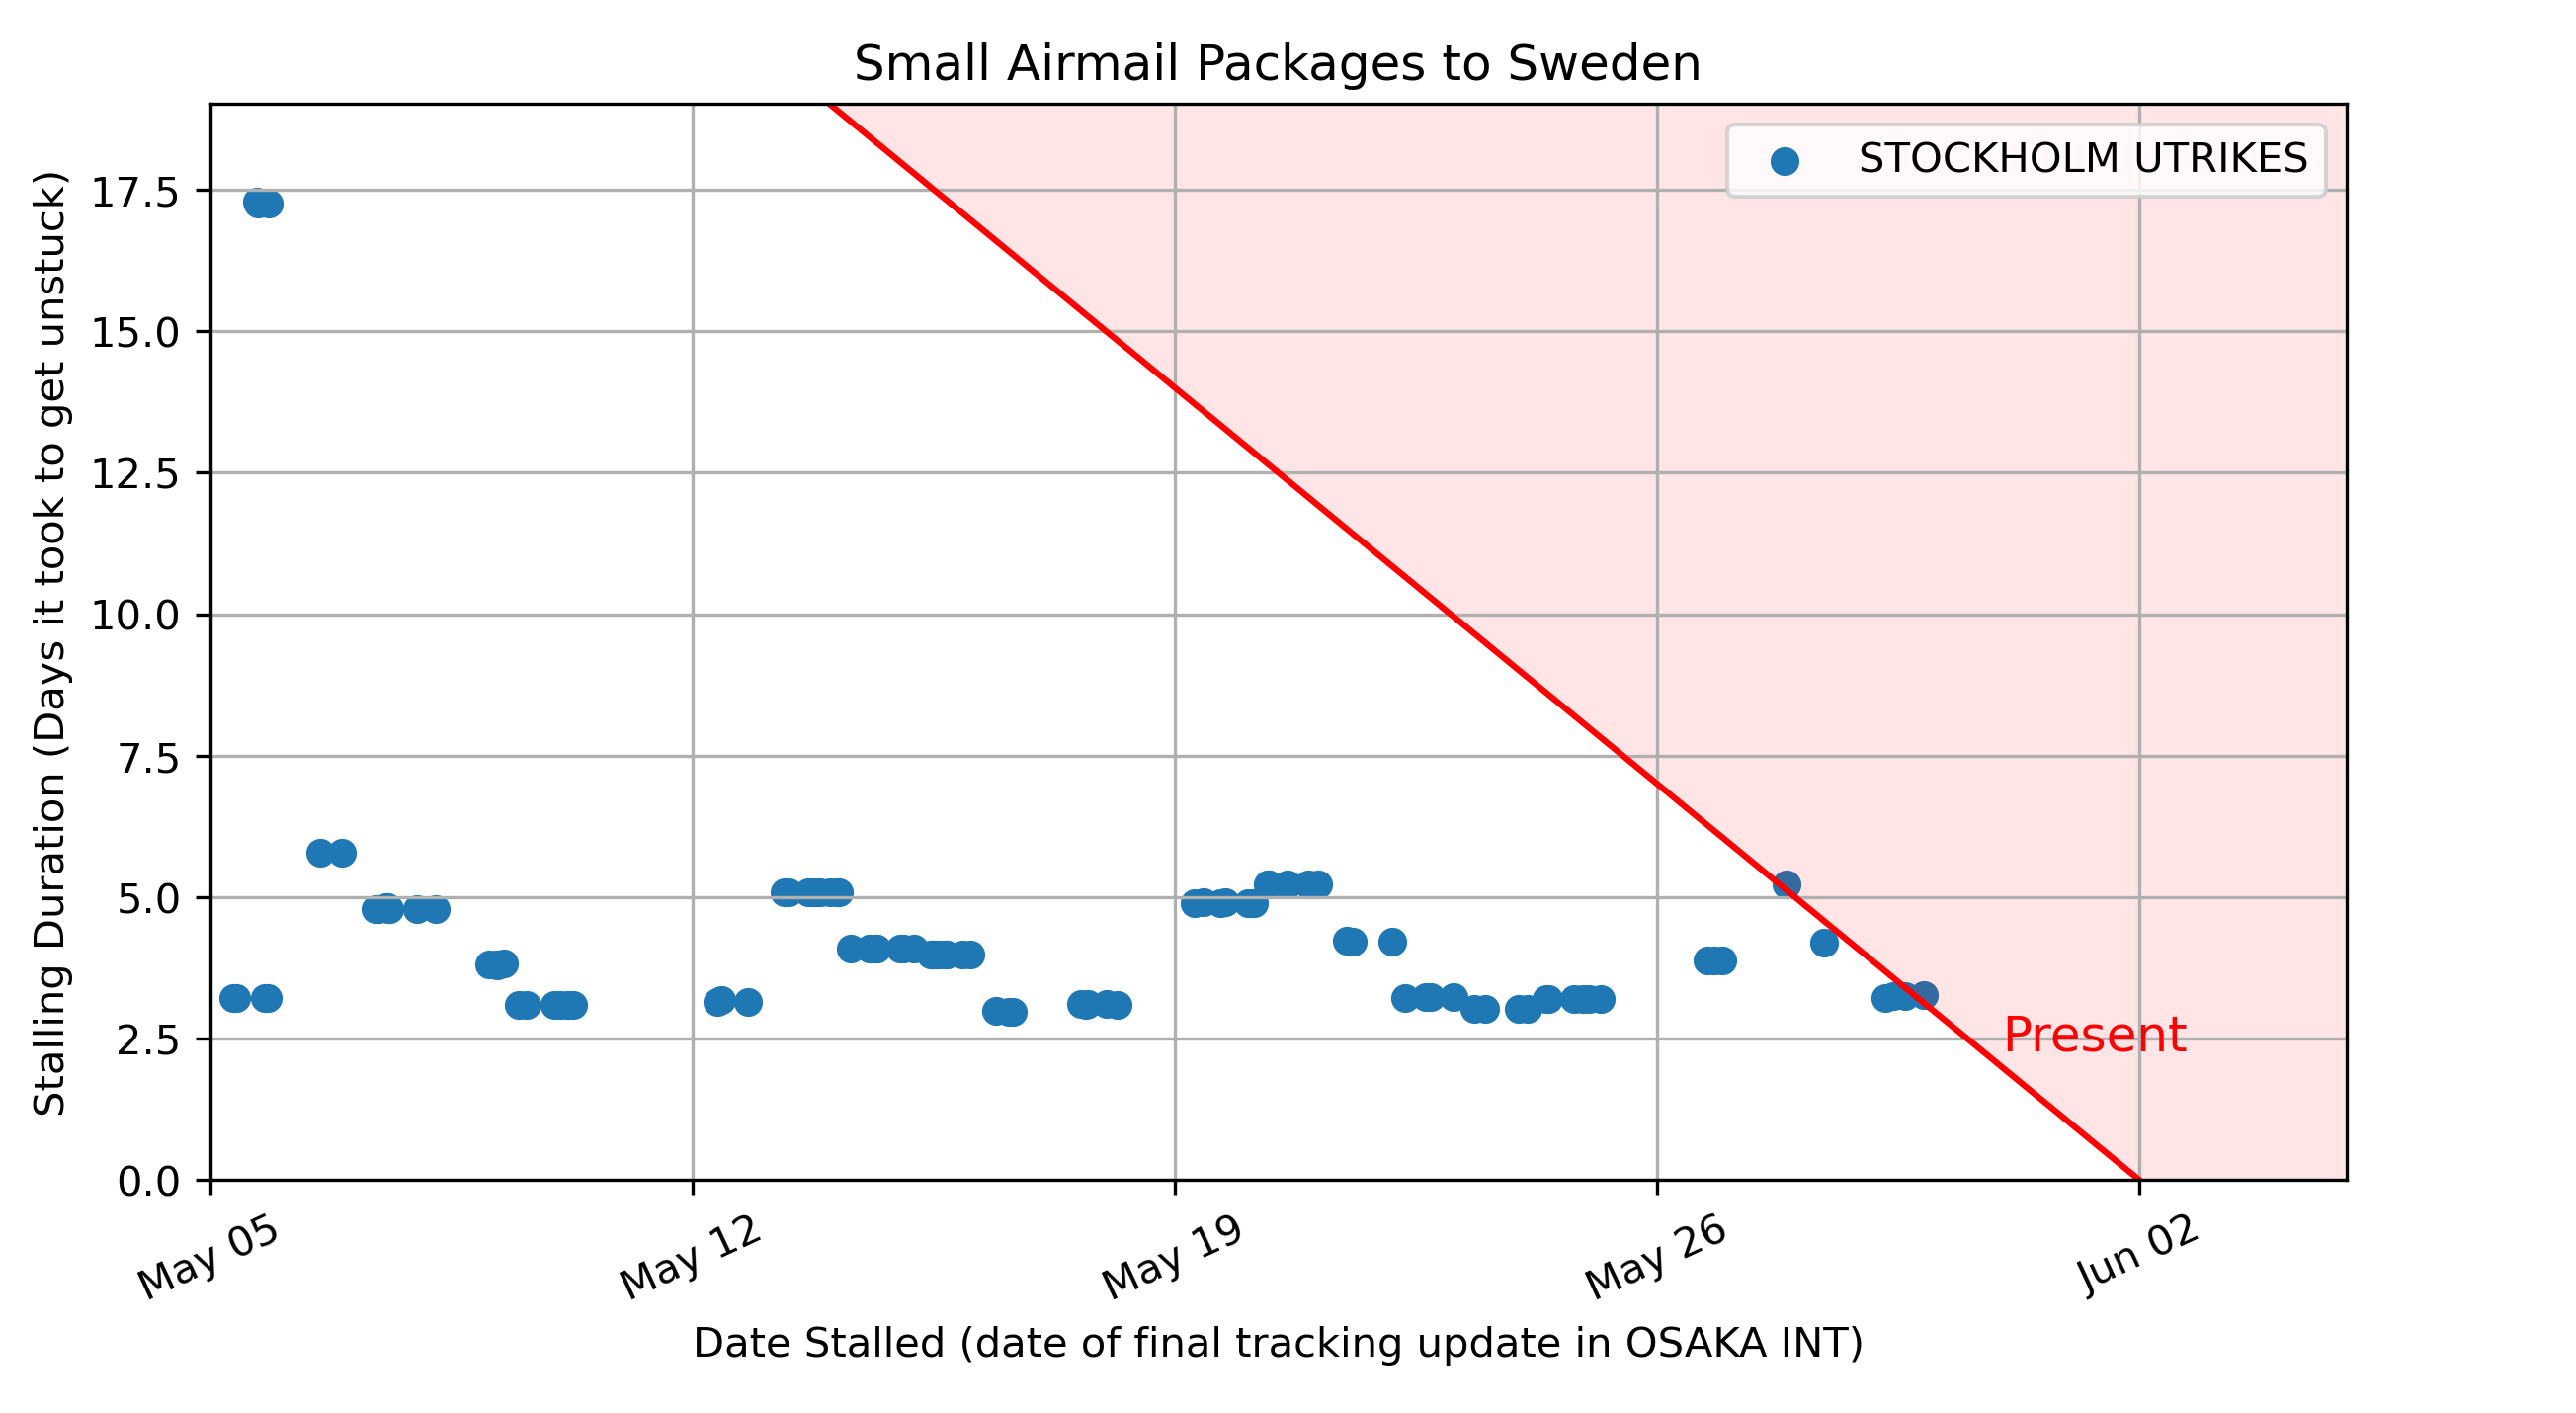 Small Airmail Packages to Sweden
STOCKHOLM UTRIKES
Stalling Duration (Days it took to get unstuck)
17.5
15.0
12.5
10.0
7.5
5.0
2.5
0.0
Present
May 05
May 12
May 19
May 26
Jun 02
Date Stalled (date of final tracking update in OSAKA INT)